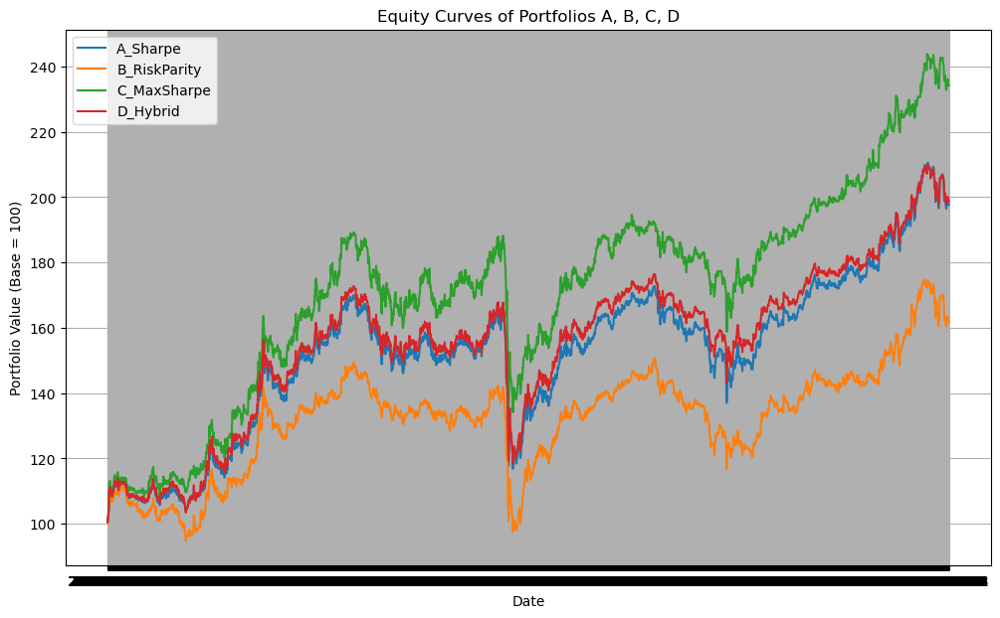 Equity Curves of Portfolios A, B, C, D
A_Sharpe
B_RiskParity
C_MaxSharpe
D_Hybrid
240
220
200
180
160
140
120
100
Portfolio Value (Base = 100)
Date